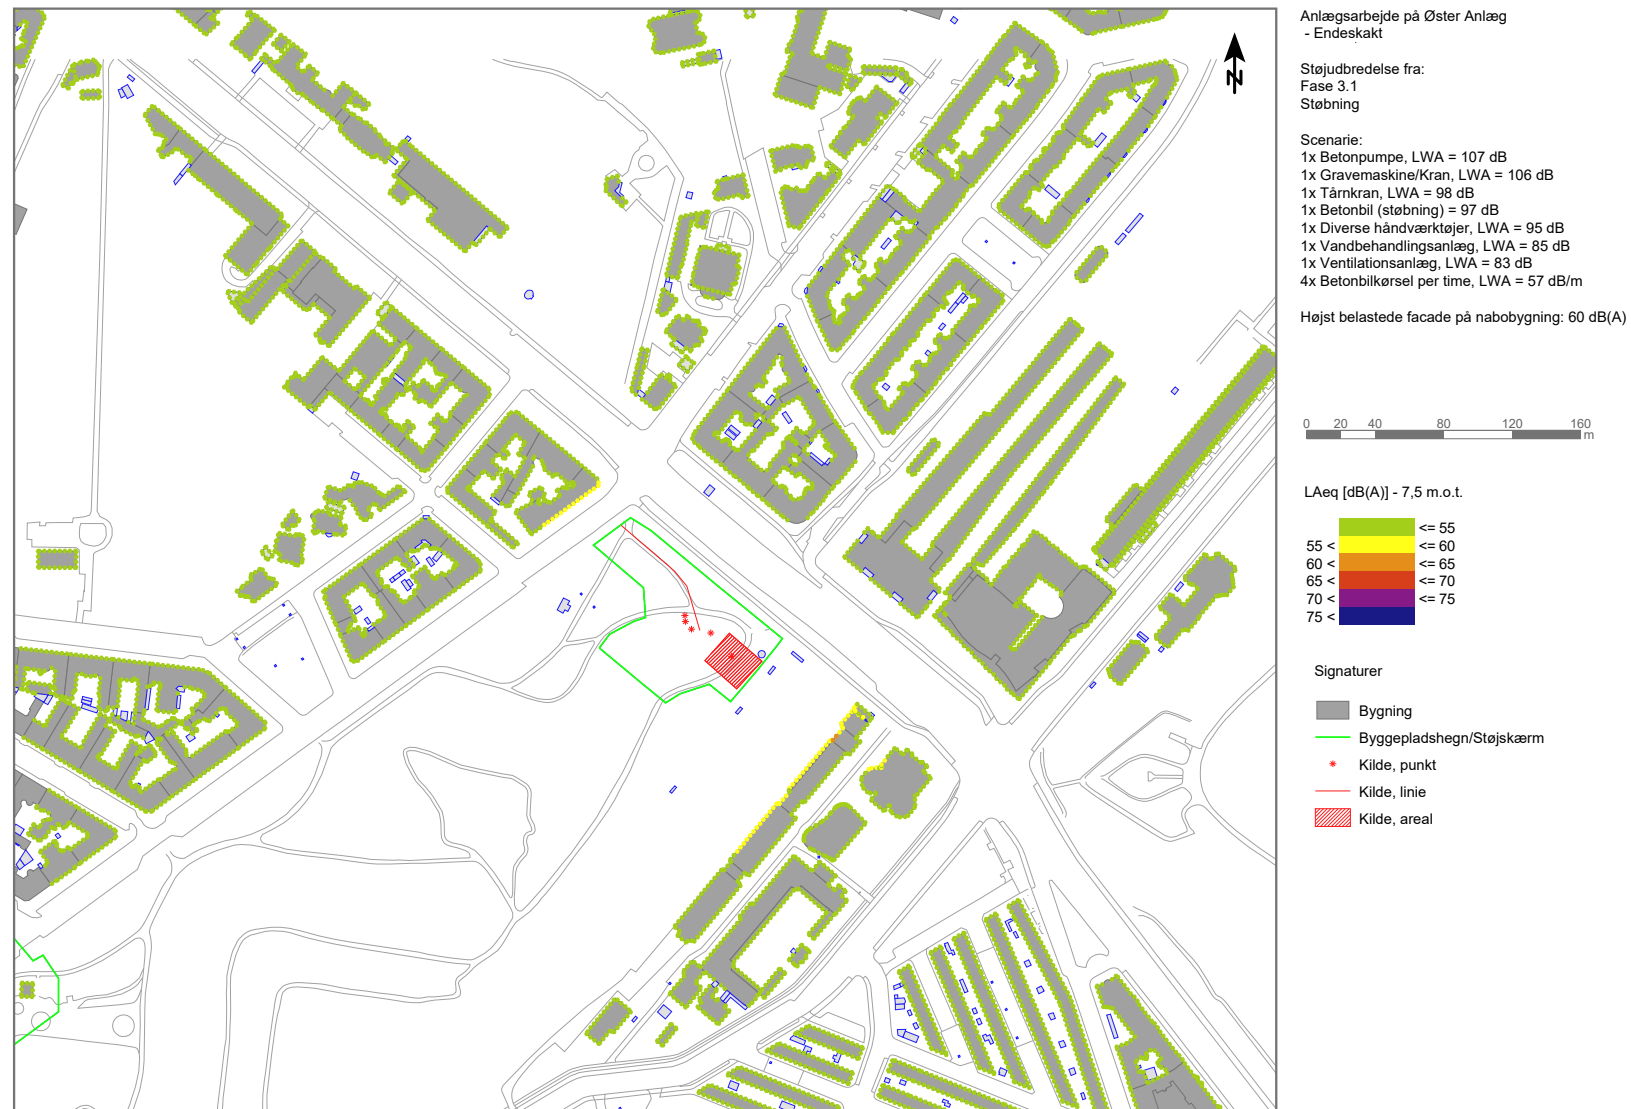 Anlægsarbejde på Øster Anlæg
- Endeskakt
Støjudbredelse fra:
Fase 3.1
Støbning
Scenarie:
1x Betonpumpe, LWA = 107 dB
1x Gravemaskine/Kran, LWA = 106 dB
1x Tårnkran, LWA = 98 dB
1x Betonbil (støbning) = 97 dB
1x Diverse håndværktøjer, LWA = 95 dB
1x Vandbehandlingsanlæg, LWA = 85 dB
1x Ventilationsanlæg, LWA = 83 dB
4x Betonbilkørsel per time, LWA = 57 dB/m
Højst belastede facade på nabobygning: 60 dB(A)
N
0 20 40 80 120 160
m
LAeq [dB(A)] - 7,5 m.o.t.
<= 55
55 < <= 60
60 < <= 65
65 < <= 70
70 < <= 75
75 <
Signaturer
Bygning
Byggepladshegn/Støjskærm
Kilde, punkt
Kilde, linie
Kilde, areal